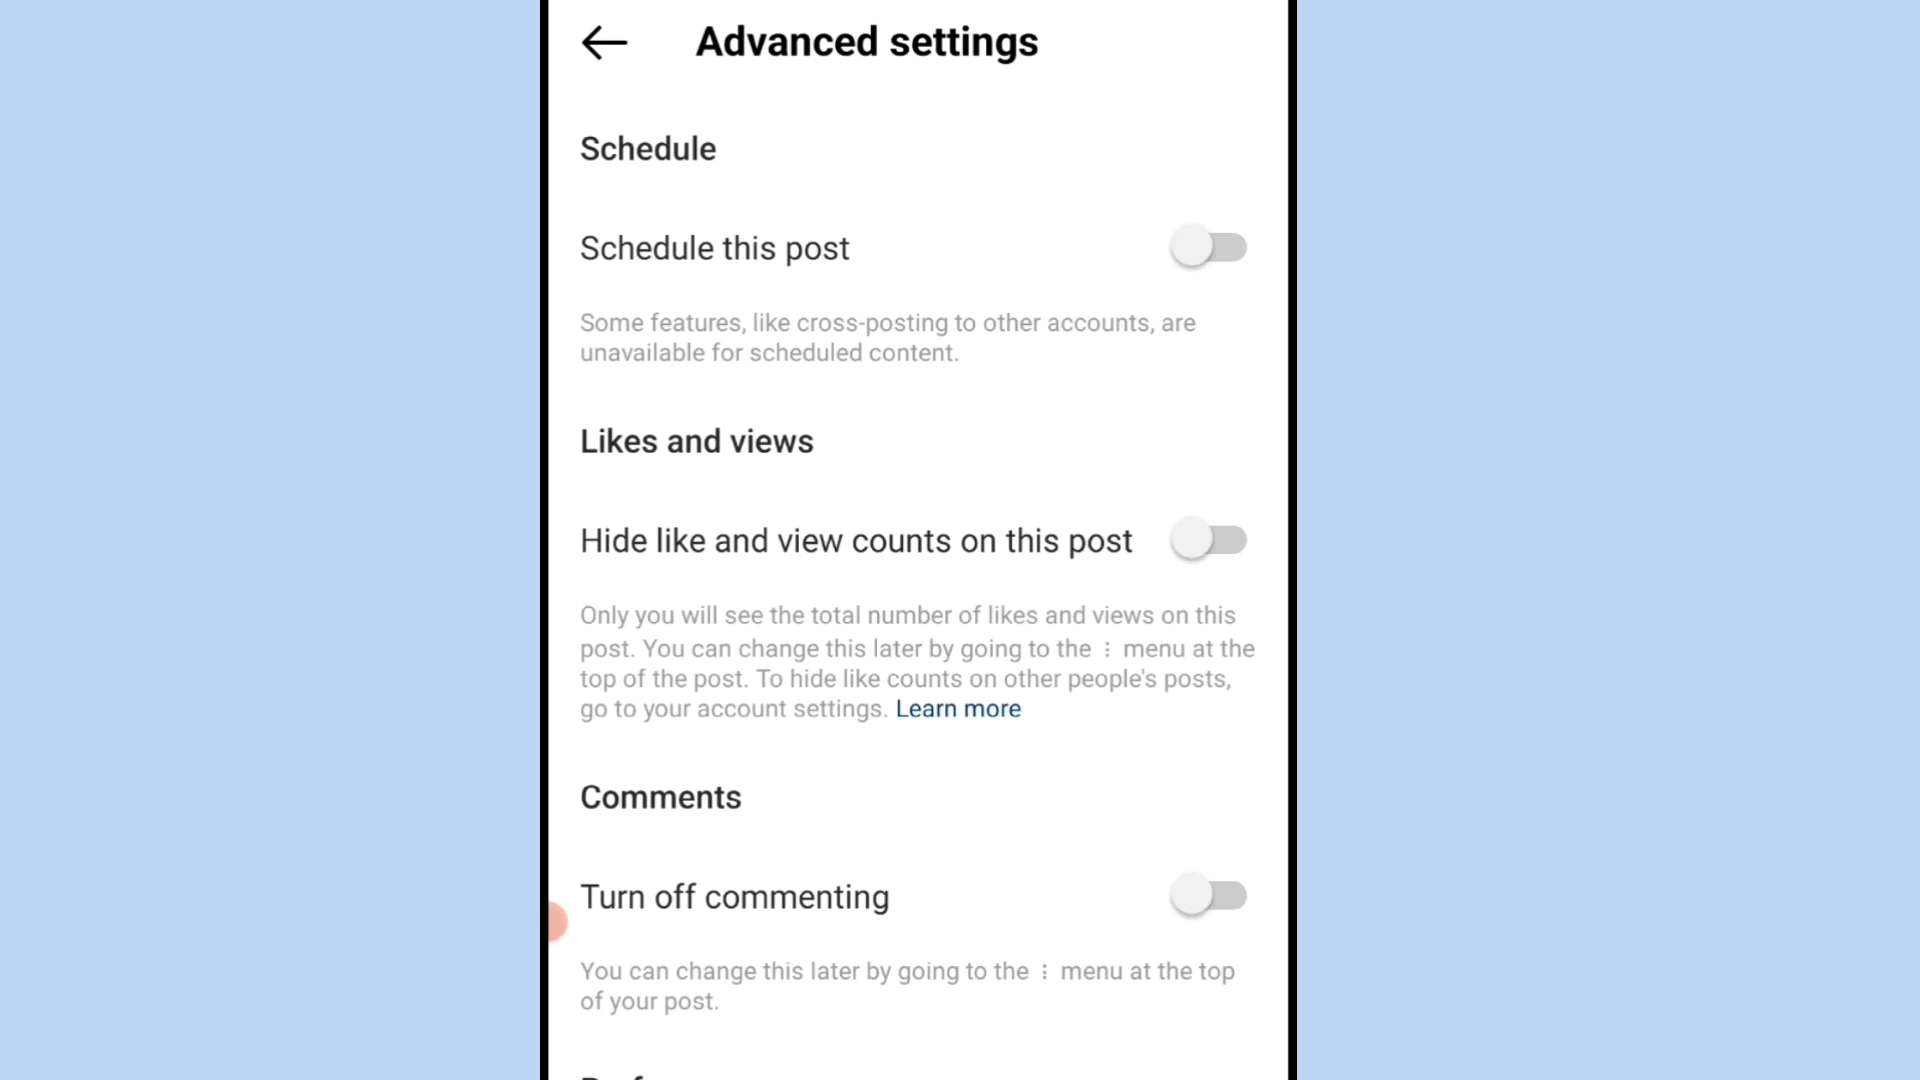 Advanced settings
Schedule
Schedule this post
Some features, like cross-posting to other accounts, are
unavailable for scheduled content.
Likes and views
Hide like and view counts on this post
Only you will see the total number of likes and views on this
post. You can change this later by going to the ⋮ menu at the
top of the post. To hide like counts on other people's posts,
go to your account settings. Learn more
Comments
Turn off commenting
You can change this later by going to the ⋮ menu at the top
of your post.